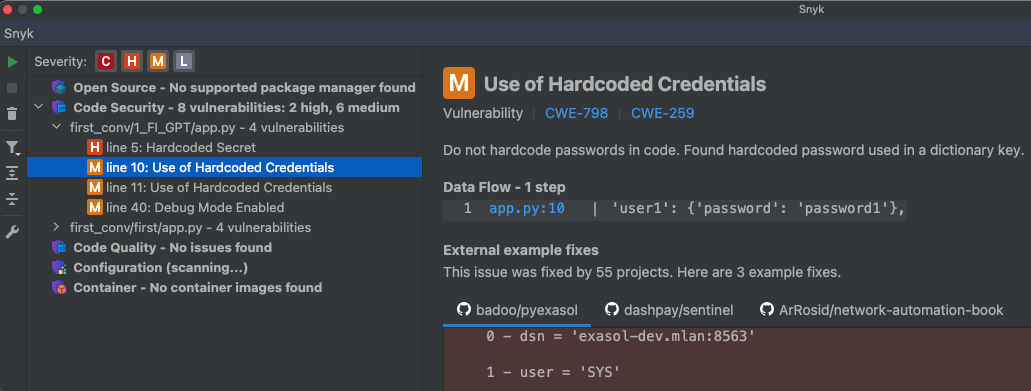 Snyk
Snyk
Severity: C H M L
Open Source - No supported package manager found
Code Security - 8 vulnerabilities: 2 high, 6 medium
first_conv/1_FI_GPT/app.py - 4 vulnerabilities
H line 5: Hardcoded Secret
M line 10: Use of Hardcoded Credentials
M line 11: Use of Hardcoded Credentials
M line 40: Debug Mode Enabled
first_conv/first/app.py - 4 vulnerabilities
Code Quality - No issues found
Configuration (scanning...)
Container - No container images found
M Use of Hardcoded Credentials
Vulnerability | CWE-798 | CWE-259
Do not hardcode passwords in code. Found hardcoded password used in a dictionary key.
Data Flow - 1 step
1 app.py:10 | 'user1': {'password': 'password1'},
External example fixes
This issue was fixed by 55 projects. Here are 3 example fixes.
badoo/pyexasol dashpay/sentinel ArRosid/network-automation-book
0 - dsn = 'exasol-dev.mlan:8563'
1 - user = 'SYS'